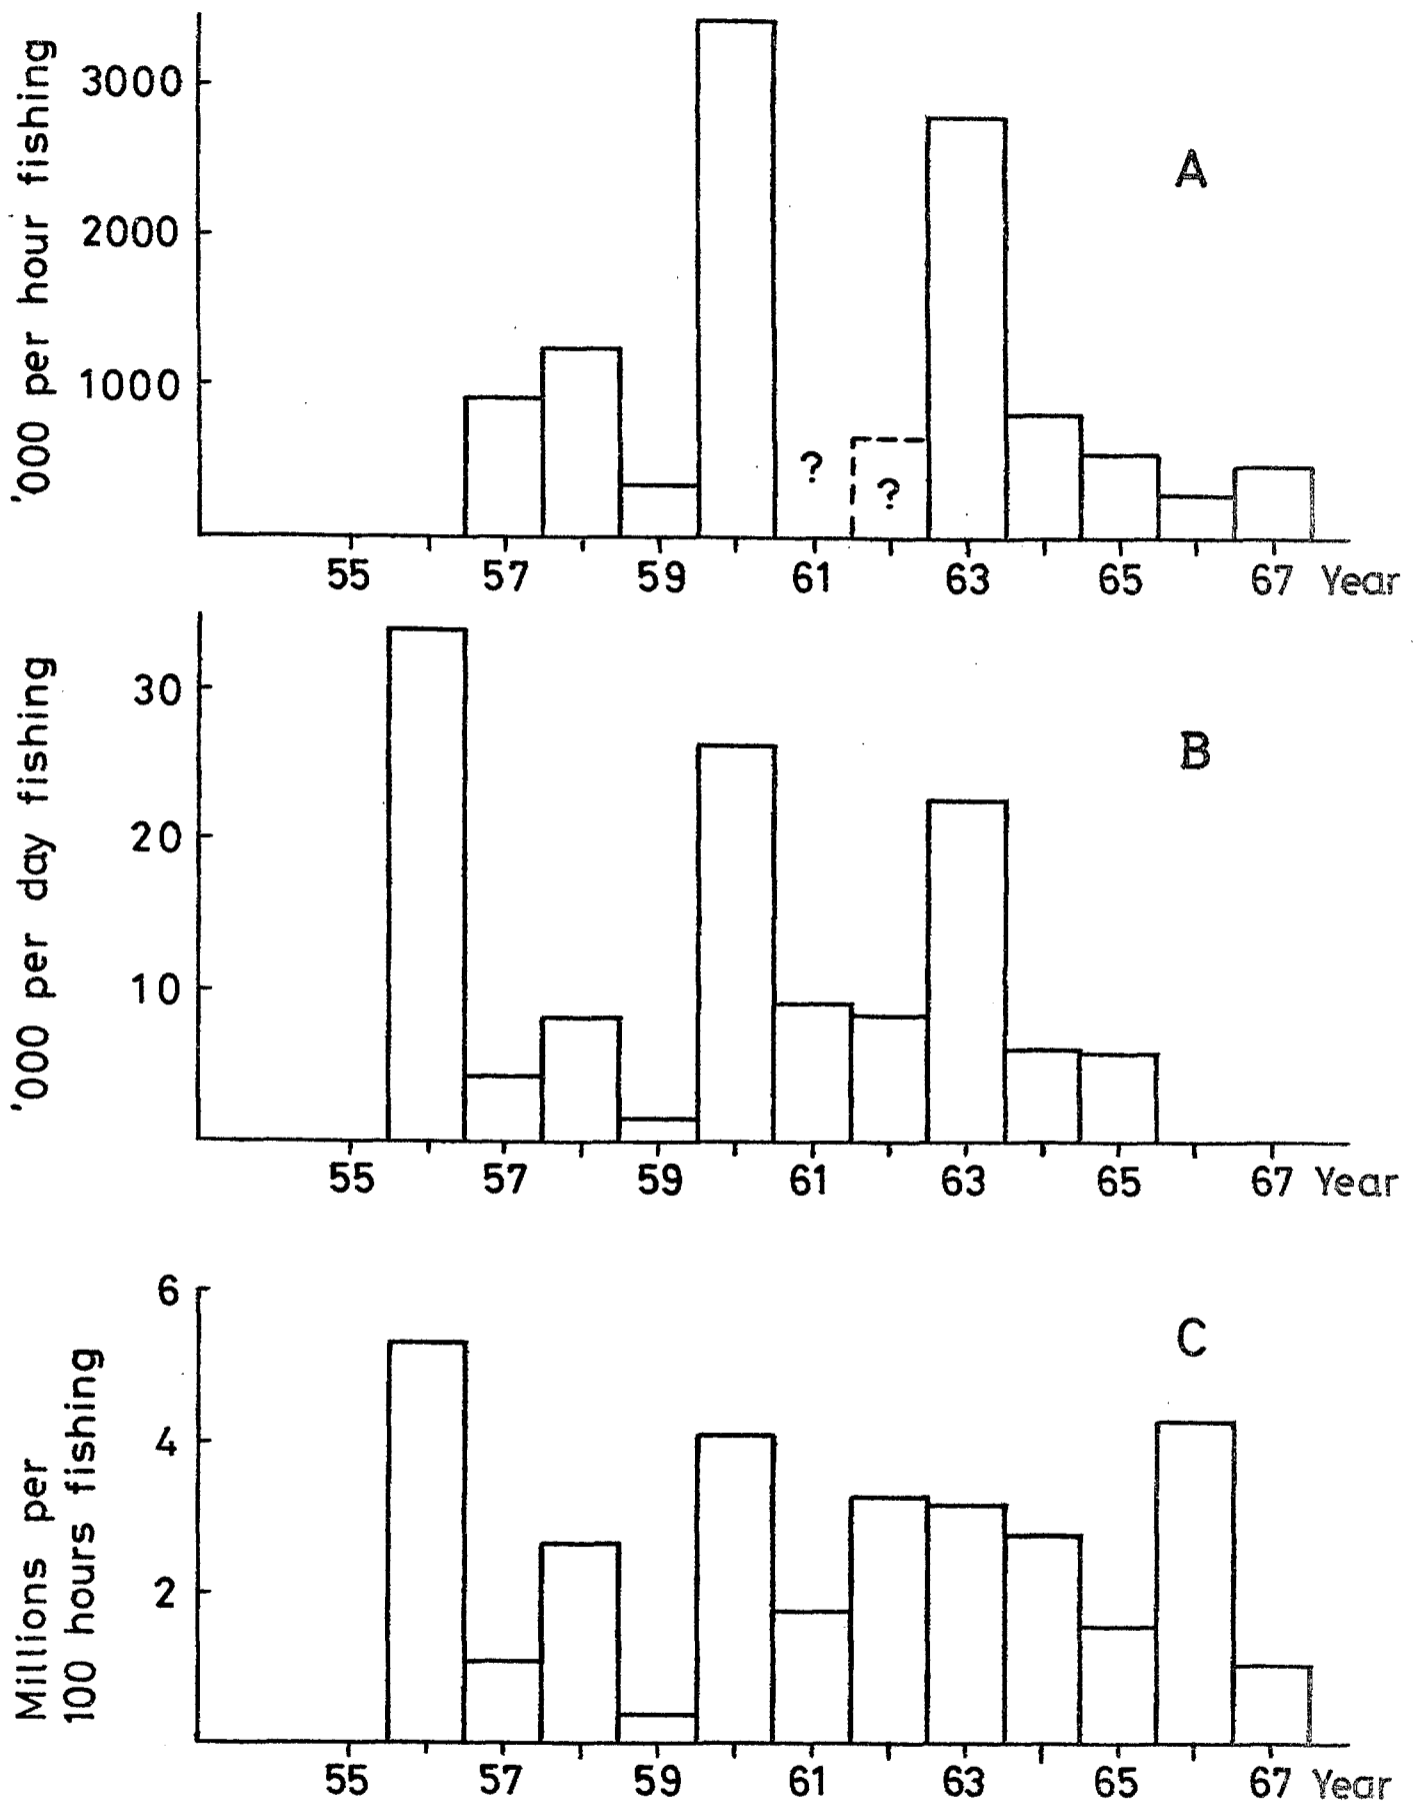 '000 per hour fishing
3000
2000
1000
A
?
?
55 57 59 61 63 65 67 Year
'000 per day fishing
30
20
10
B
55 57 59 61 63 65 67 Year
Millions per
100 hours fishing
6
4
2
C
55 57 59 61 63 65 67 Year